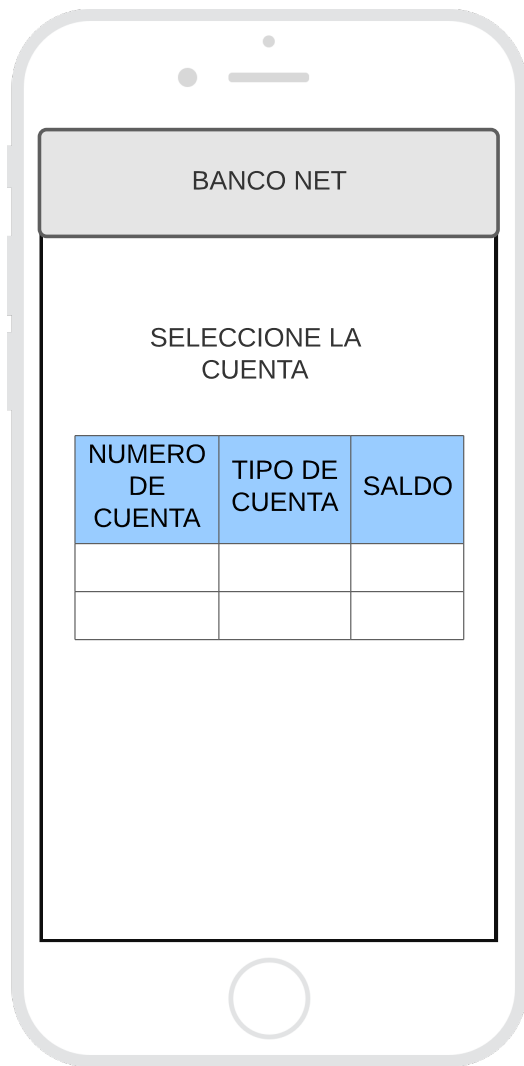 BANCO NET
SELECCIONE LA
CUENTA
NUMERO
DE
CUENTA
TIPO DE
CUENTA
SALDO